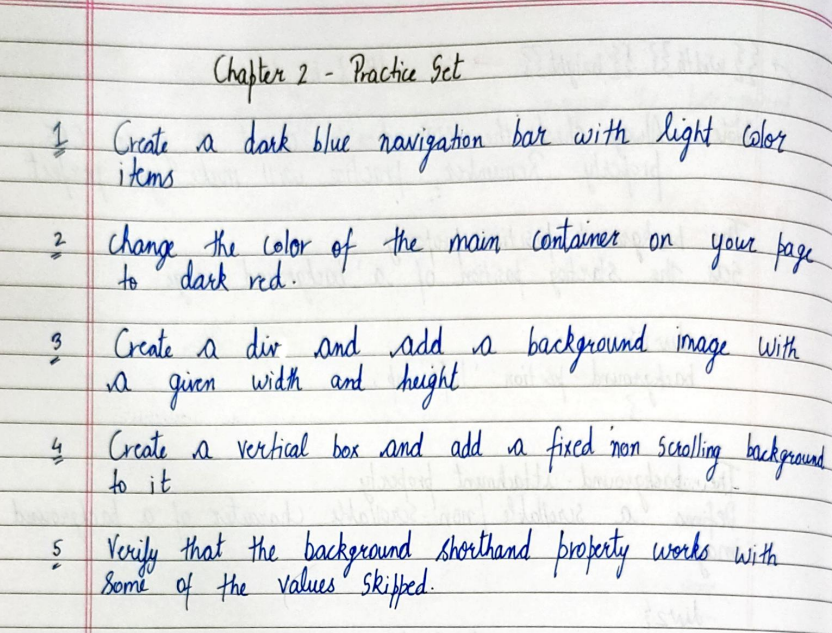 Chapter 2 - Practice Set
1 Create a dark blue navigation bar with light color
items
2 Change the color of the main container on your page
to dark red.
3 Create a div and add a background image with
a given width and height
4 Create a vertical box and add a fixed non scrolling background
to it
5 Verify that the background shorthand property works with
some of the values skipped.